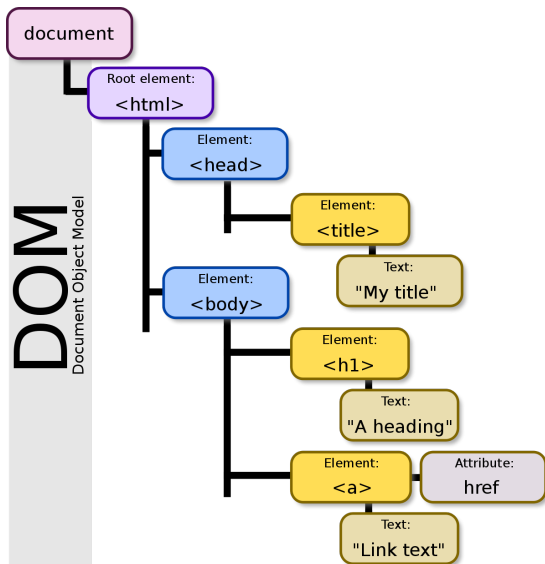 document
Root element:
<html>
Element:
<head>
Element:
<title>
Text:
"My title"
Element:
<body>
Element:
<h1>
Text:
"A heading"
Element:
<a>
Attribute:
href
Text:
"Link text"
DOM
Document Object Model